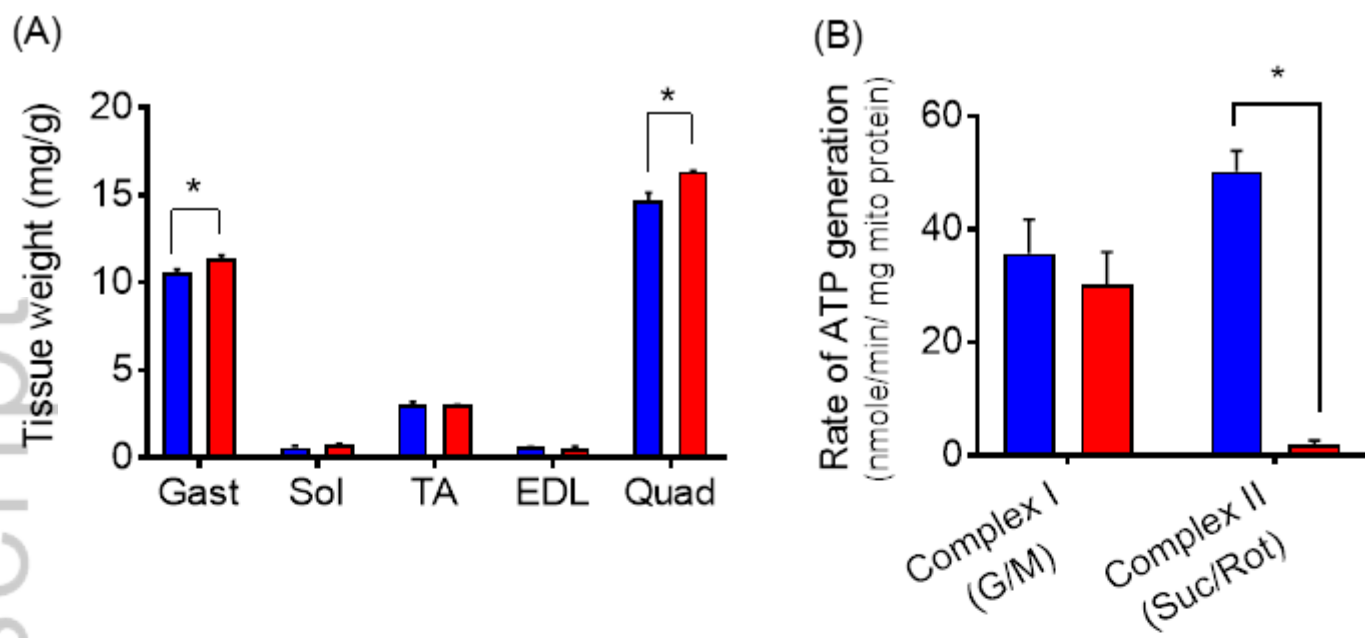 (A)
Tissue weight (mg/g)
20
15
10
5
0
*
*
Gast Sol TA EDL Quad
(B)
Rate of ATP generation
(nmole/min/ mg mito protein)
60
40
20
0
*
Complex I
(G/M)
Complex II
(Suc/Rot)